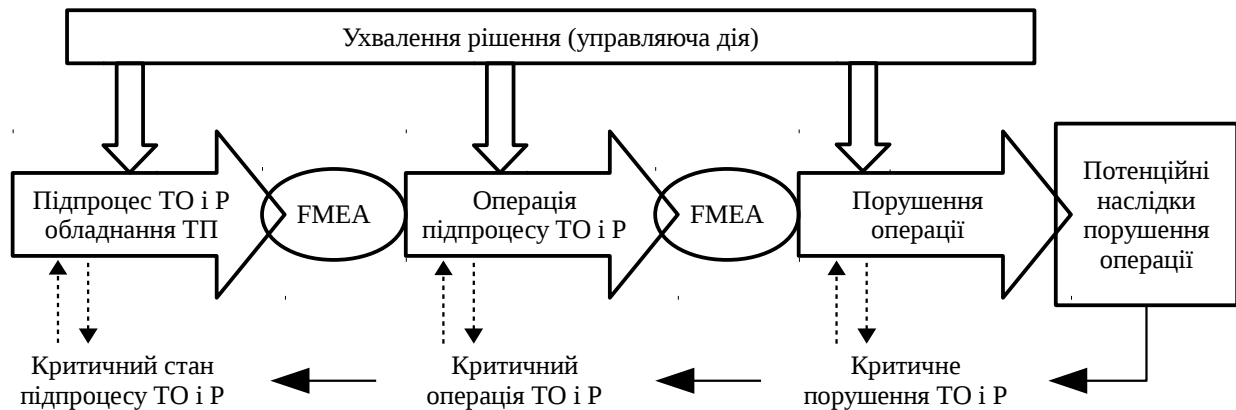 Ухвалення рішення (управляюча дія)
Підпроцес ТО і Р
обладнання ТП
FMEA
Операція
підпроцесу ТО і Р
FMEA
Порушення
операції
Потенційні
наслідки
порушення
операції
Критичний стан
підпроцесу ТО і Р
Критичний
операція ТО і Р
Критичне
порушення ТО і Р